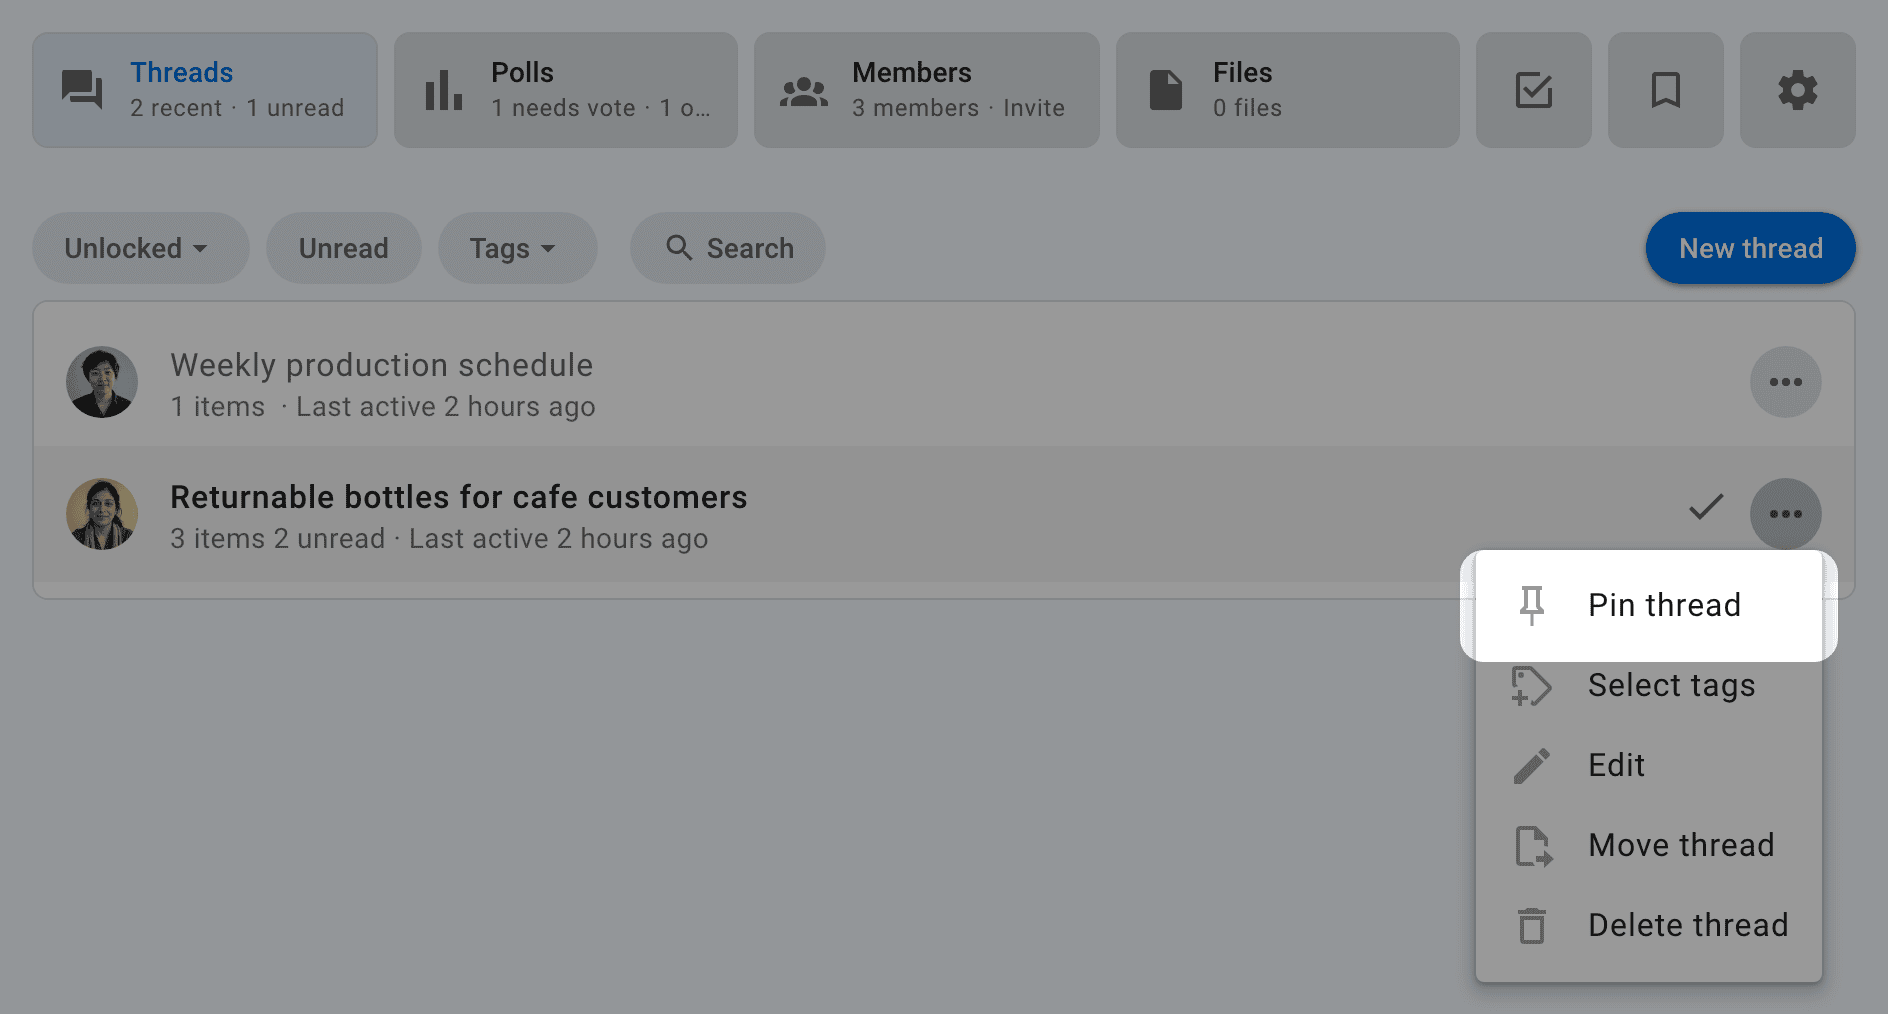 Threads
2 recent · 1 unread
Polls
1 needs vote · 1 o...
Members
3 members · Invite
Files
0 files
Unlocked
Unread
Tags
Search
New thread
Weekly production schedule
1 items · Last active 2 hours ago
Returnable bottles for cafe customers
3 items 2 unread · Last active 2 hours ago
Pin thread
Select tags
Edit
Move thread
Delete thread